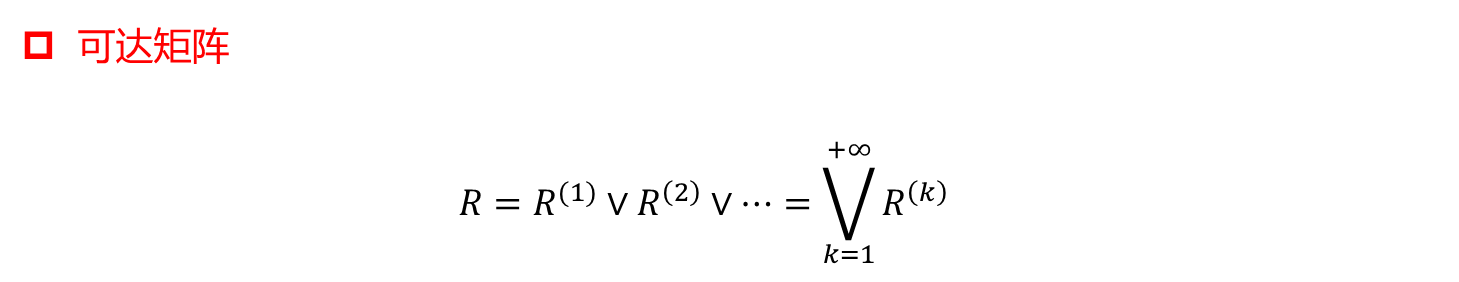 可达矩阵
R = R⁽¹⁾ ∨ R⁽²⁾ ∨ ⋯ = ⋁_{k=1}^{+∞} R⁽ᵏ⁾